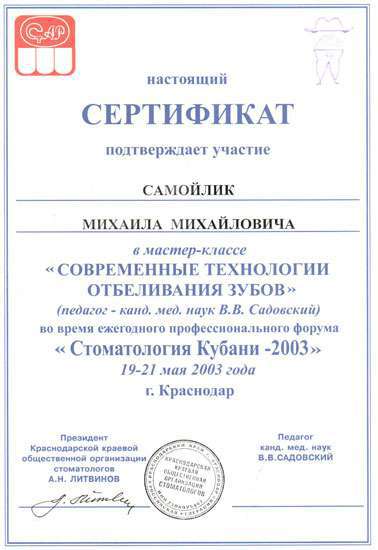 СтАР
настоящий
СЕРТИФИКАТ
подтверждает участие
САМОЙЛИК
МИХАИЛА МИХАЙЛОВИЧА
в мастер-классе
«СОВРЕМЕННЫЕ ТЕХНОЛОГИИ
ОТБЕЛИВАНИЯ ЗУБОВ»
(педагог - канд. мед. наук В.В. Садовский)
во время ежегодного профессионального форума
« Стоматология Кубани -2003»
19-21 мая 2003 года
г. Краснодар
Президент
Краснодарской краевой
общественной организации
стоматологов
А.Н. ЛИТВИНОВ
КРАСНОДАРСКАЯ
КРАЕВАЯ
ОБЩЕСТВЕННАЯ
ОРГАНИЗАЦИЯ
СТОМАТОЛОГОВ
Педагог
канд. мед. наук
В.В.САДОВСКИЙ